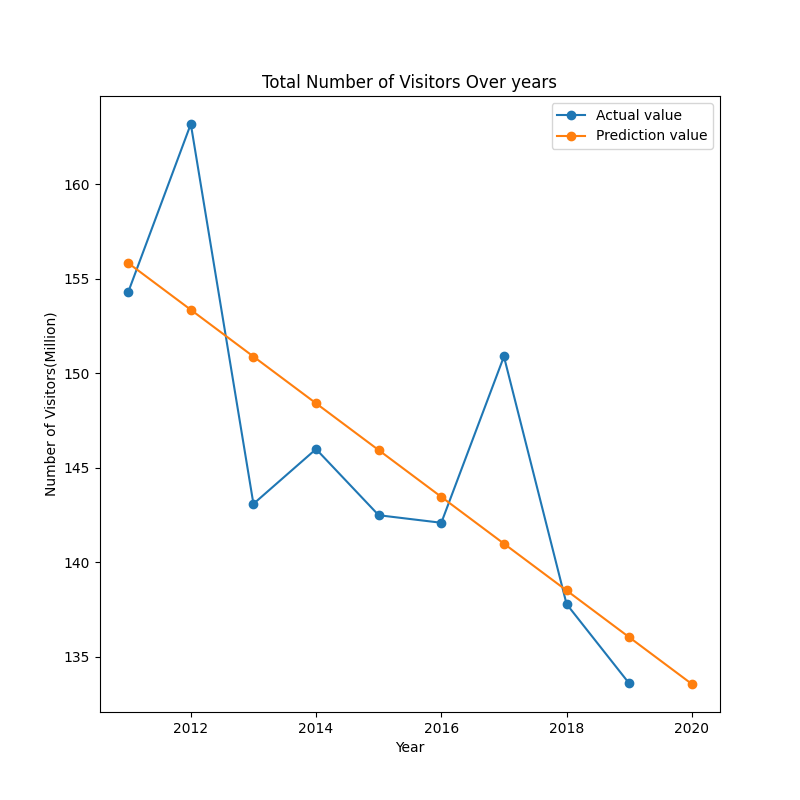 Total Number of Visitors Over years
Actual value
Prediction value
Number of Visitors(Million)
160
155
150
145
140
135
2012 2014 2016 2018 2020
Year